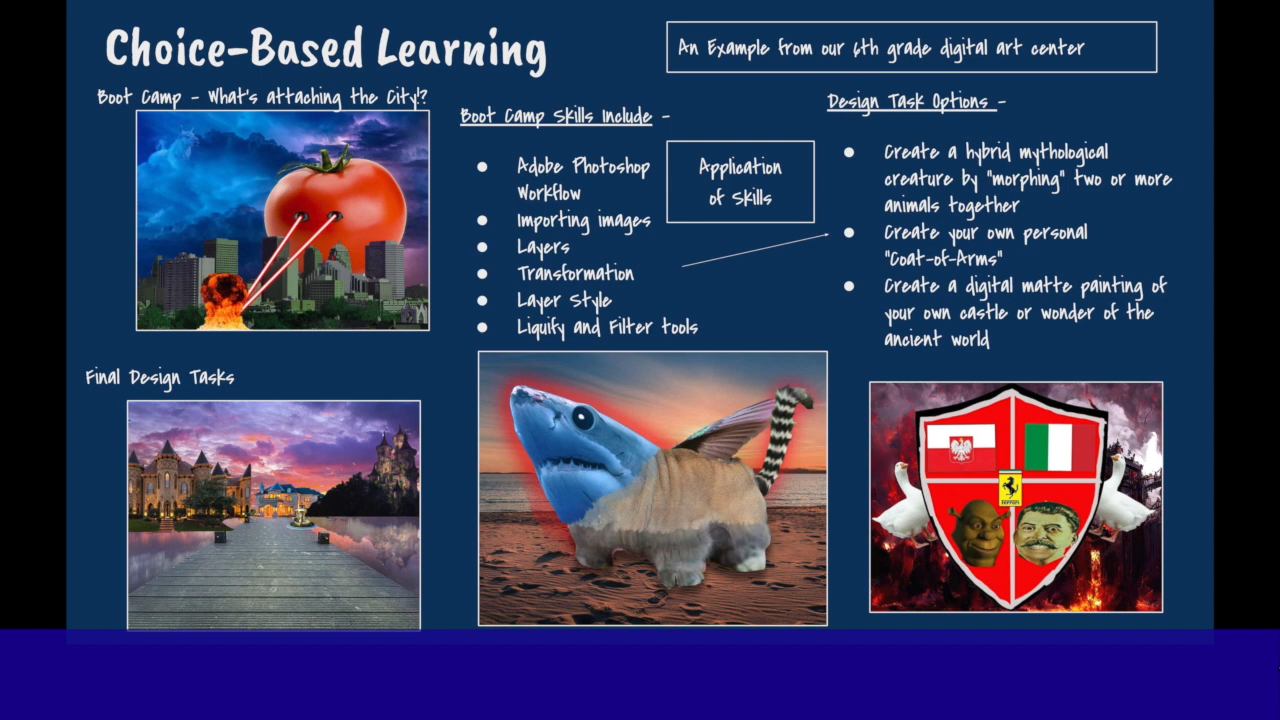 Choice-Based Learning
An Example from our 6th grade digital art center
Boot Camp - What's attaching the City!?
Boot Camp Skills Include -
Adobe Photoshop
Workflow
Importing images
Layers
Transformation
Layer Style
Liquify and Filter tools
Application
of Skills
Design Task Options -
Create a hybrid mythological
creature by "morphing" two or more
animals together
Create your own personal
"Coat-of-Arms"
Create a digital matte painting of
your own castle or wonder of the
ancient world
Final Design Tasks
Ferrari